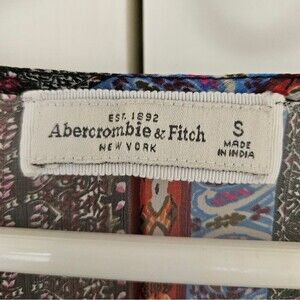 EST. 1892
Abercrombie & Fitch
NEW YORK
S
MADE
IN INDIA